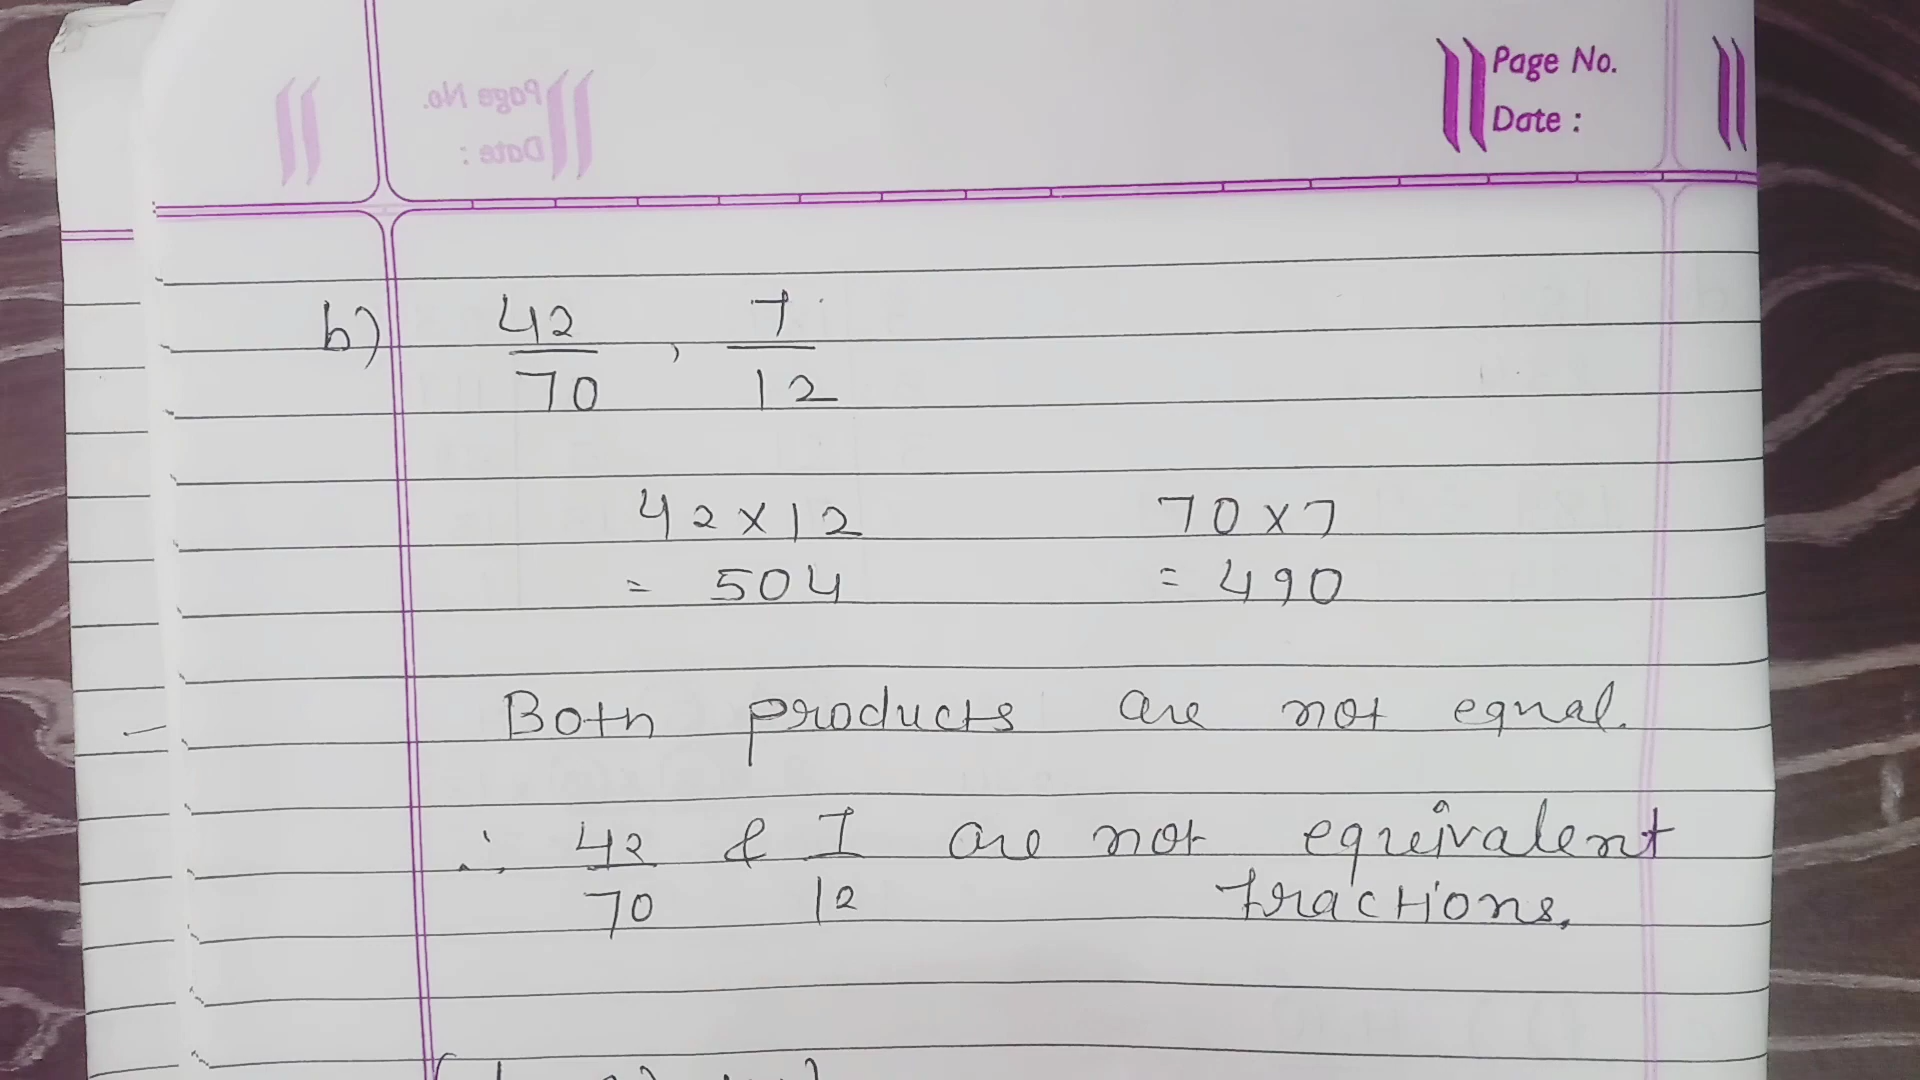 Page No.
Date :
b) 42/70 , 7/12
42 x 12 70 x 7
= 504 = 490
Both products are not equal.
∴ 42/70 & 7/12 are not equivalent
fractions.